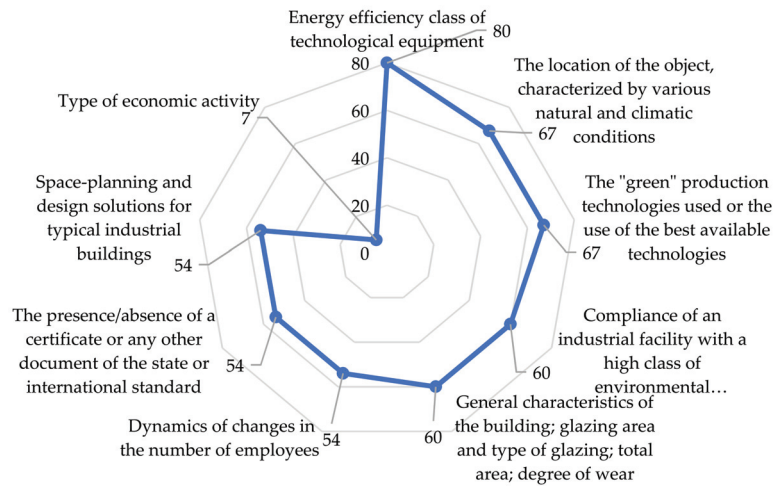 Energy efficiency class of
technological equipment
80
The location of the object,
characterized by various
natural and climatic
conditions
67
The "green" production
technologies used or the
use of the best available
technologies
67
Compliance of an
industrial facility with a
high class of
environmental…
60
General characteristics of
the building; glazing area
and type of glazing; total
area; degree of wear
60
Dynamics of changes in
the number of employees
54
The presence/absence of a
certificate or any other
document of the state or
international standard
54
Space-planning and
design solutions for
typical industrial
buildings
54
Type of economic activity
7
80
60
40
20
0